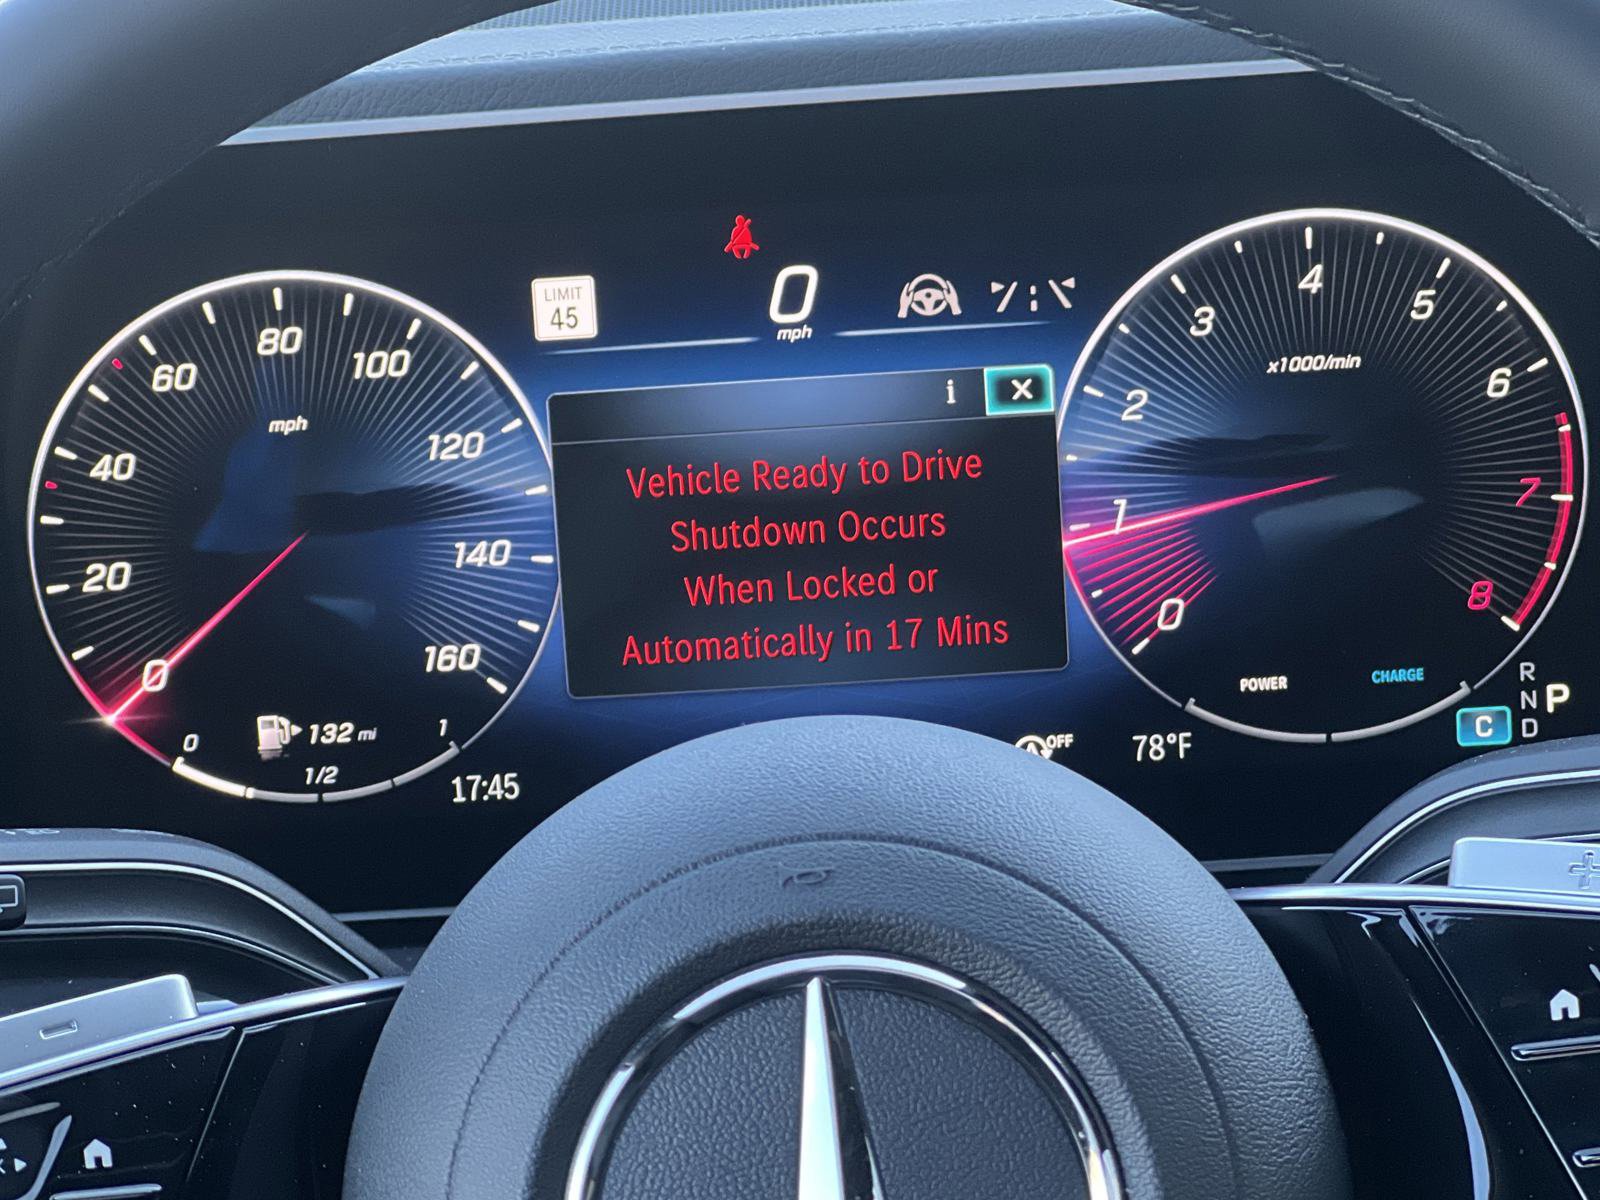 LIMIT
45
0
mph
i X
Vehicle Ready to Drive
Shutdown Occurs
When Locked or
Automatically in 17 Mins
0
20
40
60
80
100
120
140
160
mph
0
132 mi
1
1/2
17:45
0
1
2
3
4
5
6
7
8
x1000/min
POWER
CHARGE
OFF
78°F
C
R
N
D
P